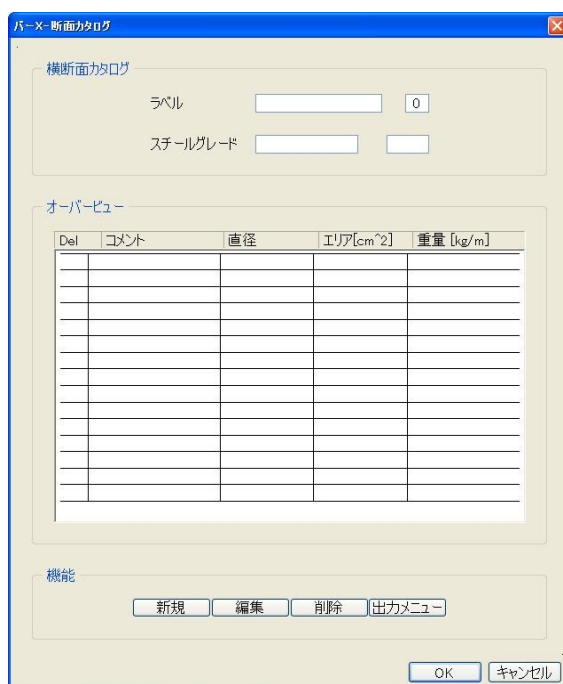 バーX-断面カタログ
横断面カタログ
ラベル 0
スチールグレード
オーバービュー
Del コメント 直径 エリア[cm^2] 重量 [kg/m]
機能
新規 編集 削除 出力メニュー
OK キャンセル